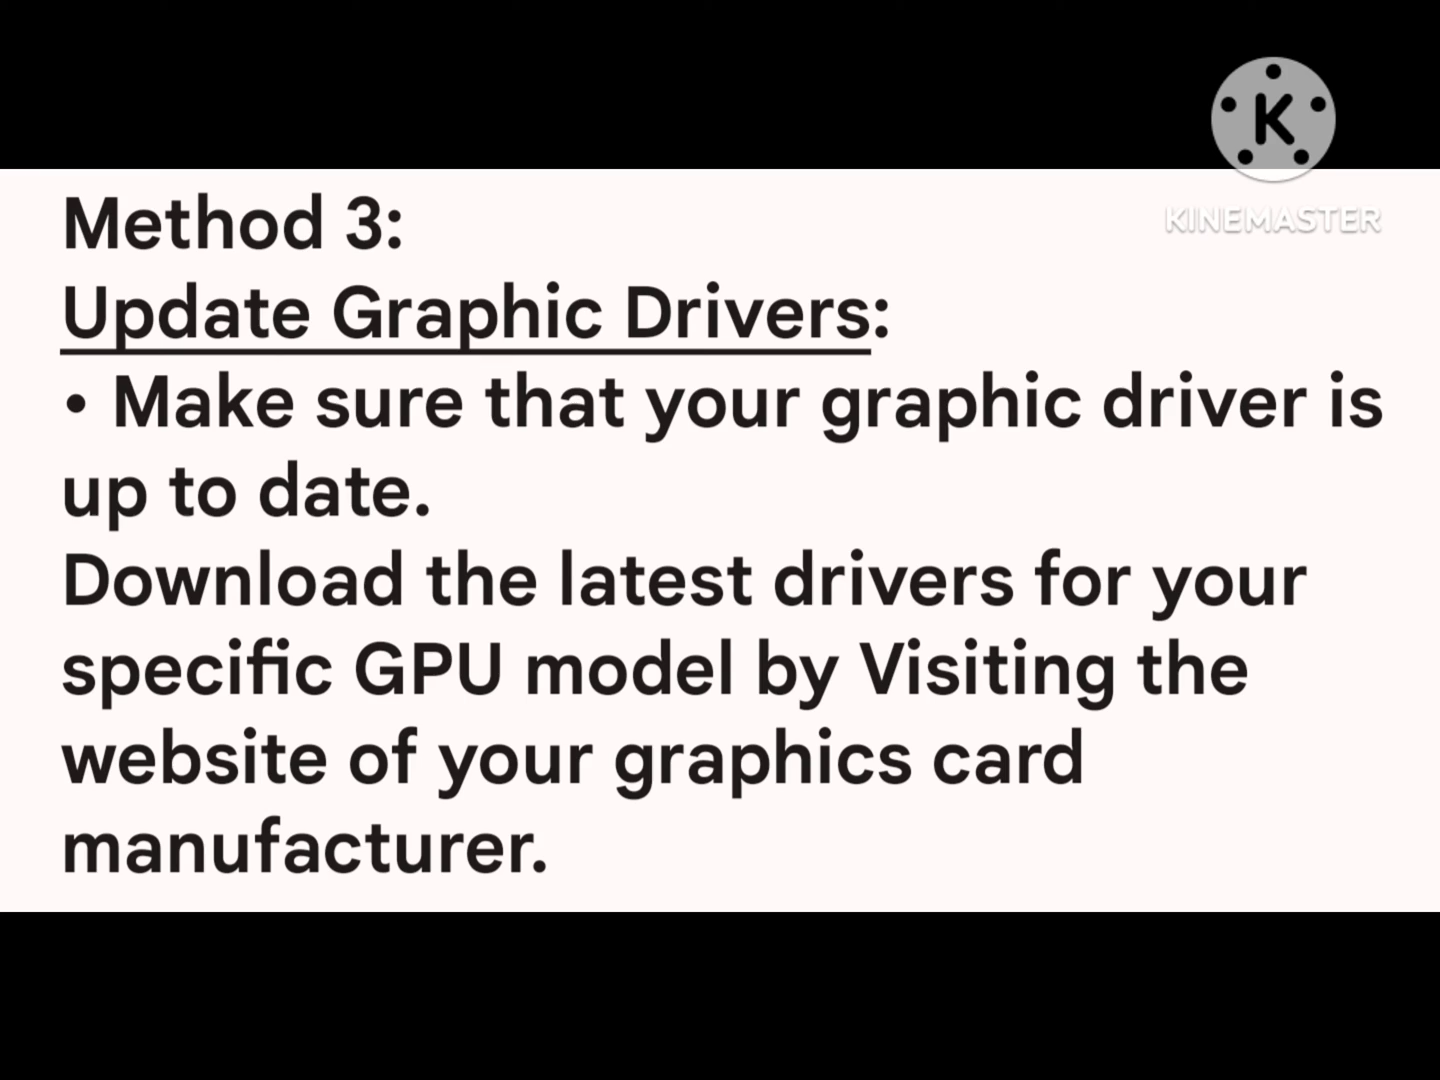 K
KINEMASTER
Method 3:
Update Graphic Drivers:
• Make sure that your graphic driver is
up to date.
Download the latest drivers for your
specific GPU model by Visiting the
website of your graphics card
manufacturer.